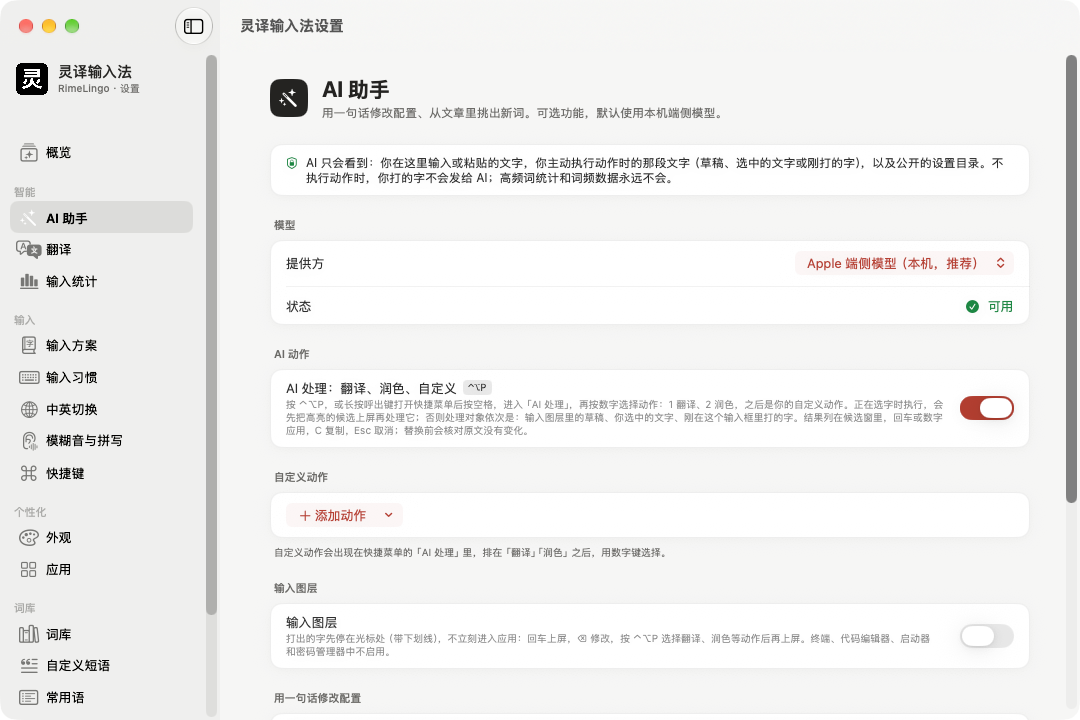 灵译输入法设置
灵
灵译输入法
RimeLingo · 设置
概览
智能
AI 助手
翻译
输入统计
输入
输入方案
输入习惯
中英切换
模糊音与拼写
快捷键
个性化
外观
应用
词库
词库
自定义短语
常用语
AI 助手
用一句话修改配置、从文章里挑出新词。可选功能，默认使用本机端侧模型。
AI 只会看到：你在这里输入或粘贴的文字，你主动执行动作时的那段文字（草稿、选中的文字或刚打的字），以及公开的设置目录。不
执行动作时，你打的字不会发给 AI；高频词统计和词频数据永远不会。
模型
提供方
Apple 端侧模型（本机，推荐）
状态
可用
AI 动作
AI 处理：翻译、润色、自定义 ⌃⌥P
按 ⌃⌥P，或长按呼出键打开快捷菜单后按空格，进入「AI 处理」，再按数字选择动作：1 翻译、2 润色，之后是你的自定义动作。正在选字时执行，会
先把高亮的候选上屏再处理它；否则处理对象依次是：输入图层里的草稿、你选中的文字、刚在这个输入框里打的字。结果列在候选窗里，回车或数字
应用，C 复制，Esc 取消；替换前会核对原文没有变化。
自定义动作
添加动作
自定义动作会出现在快捷菜单的「AI 处理」里，排在「翻译」「润色」之后，用数字键选择。
输入图层
输入图层
打出的字先停在光标处（带下划线），不立刻进入应用：回车上屏，⌫ 修改，按 ⌃⌥P 选择翻译、润色等动作后再上屏。终端、代码编辑器、启动器
和密码管理器中不启用。
用一句话修改配置